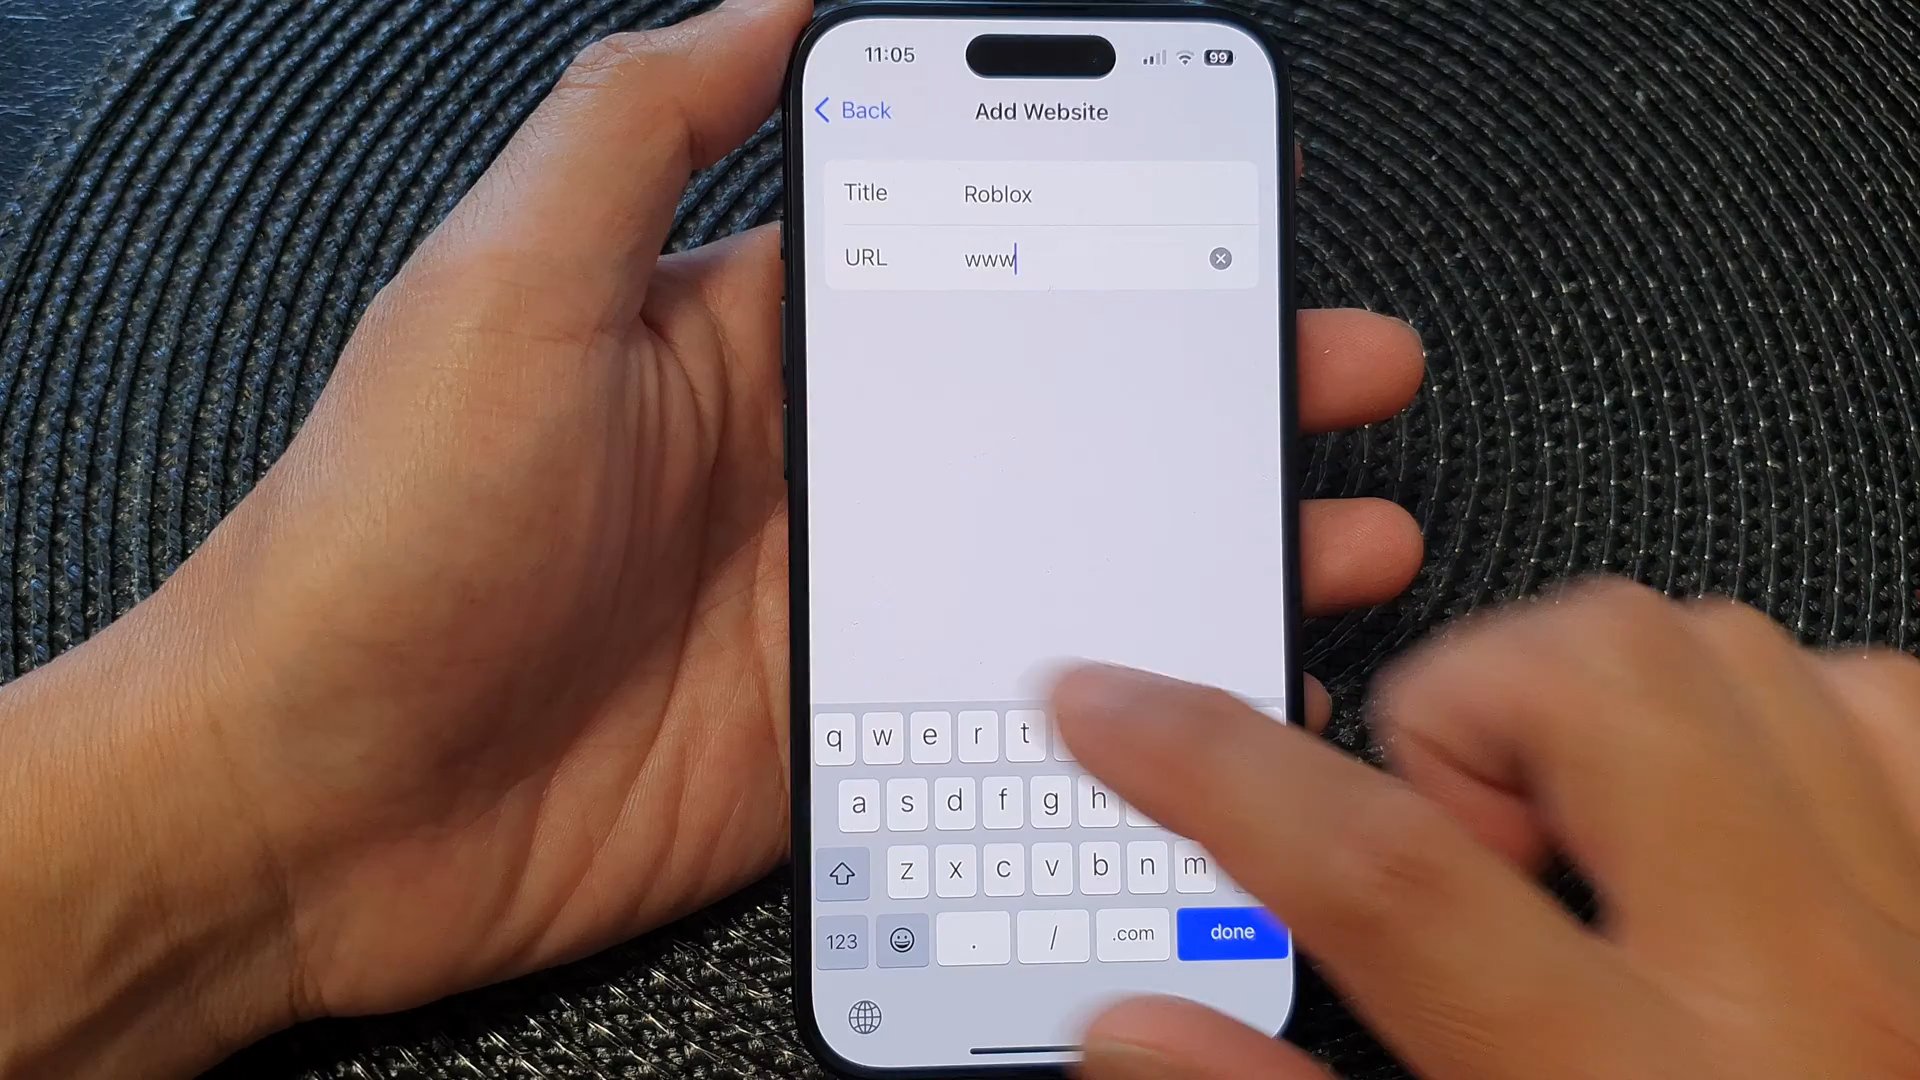 11:05
99
Back
Add Website
Title Roblox
URL www
q w e r t
a s d f g h
z x c v b n m
123 . / .com done